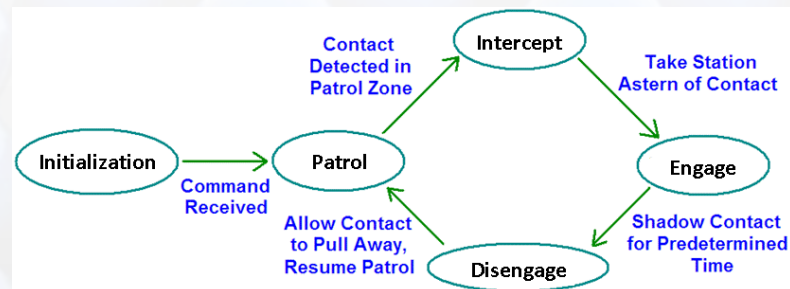 Contact
Detected in
Patrol Zone
Intercept
Take Station
Astern of Contact
Initialization
Patrol
Engage
Command
Received
Allow Contact
to Pull Away,
Resume Patrol
Shadow Contact
for Predetermined
Time
Disengage